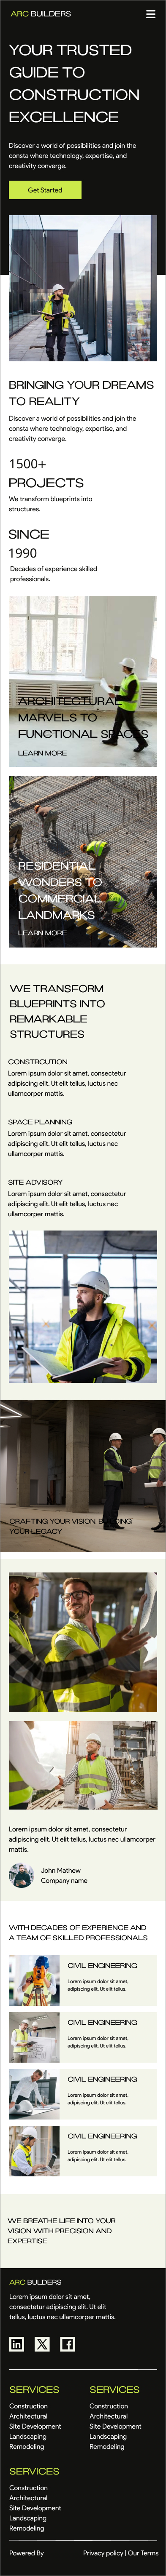 ARC BUILDERS
YOUR TRUSTED
GUIDE TO
CONSTRUCTION
EXCELLENCE
Discover a world of possibilities and join the
consta where technology, expertise, and
creativity converge.
Get Started
BRINGING YOUR DREAMS
TO REALITY
Discover a world of possibilities and join the
consta where technology, expertise, and
creativity converge.
1500+
PROJECTS
We transform blueprints into
structures.
SINCE
1990
Decades of experience skilled
professionals.
ARCHITECTURAL
MARVELS TO
FUNCTIONAL SPACES
LEARN MORE
RESIDENTIAL
WONDERS TO
COMMERCIAL
LANDMARKS
LEARN MORE
WE TRANSFORM
BLUEPRINTS INTO
REMARKABLE
STRUCTURES
CONSTRCUTION
Lorem ipsum dolor sit amet, consectetur
adipiscing elit. Ut elit tellus, luctus nec
ullamcorper mattis.
SPACE PLANNING
Lorem ipsum dolor sit amet, consectetur
adipiscing elit. Ut elit tellus, luctus nec
ullamcorper mattis.
SITE ADVISORY
Lorem ipsum dolor sit amet, consectetur
adipiscing elit. Ut elit tellus, luctus nec
ullamcorper mattis.
CRAFTING YOUR VISION, BUILDING
YOUR LEGACY
Lorem ipsum dolor sit amet, consectetur
adipiscing elit. Ut elit tellus, luctus nec ullamcorper
mattis.
John Mathew
Company name
WITH DECADES OF EXPERIENCE AND
A TEAM OF SKILLED PROFESSIONALS
CIVIL ENGINEERING
Lorem ipsum dolor sit amet,
adipiscing elit. Ut elit tellus.
CIVIL ENGINEERING
Lorem ipsum dolor sit amet,
adipiscing elit. Ut elit tellus.
CIVIL ENGINEERING
Lorem ipsum dolor sit amet,
adipiscing elit. Ut elit tellus.
CIVIL ENGINEERING
Lorem ipsum dolor sit amet,
adipiscing elit. Ut elit tellus.
WE BREATHE LIFE INTO YOUR
VISION WITH PRECISION AND
EXPERTISE
ARC BUILDERS
Lorem ipsum dolor sit amet,
consectetur adipiscing elit. Ut elit
tellus, luctus nec ullamcorper mattis.
SERVICES
Construction
Architectural
Site Development
Landscaping
Remodeling
SERVICES
Construction
Architectural
Site Development
Landscaping
Remodeling
SERVICES
Construction
Architectural
Site Development
Landscaping
Remodeling
Powered By
Privacy policy | Our Terms